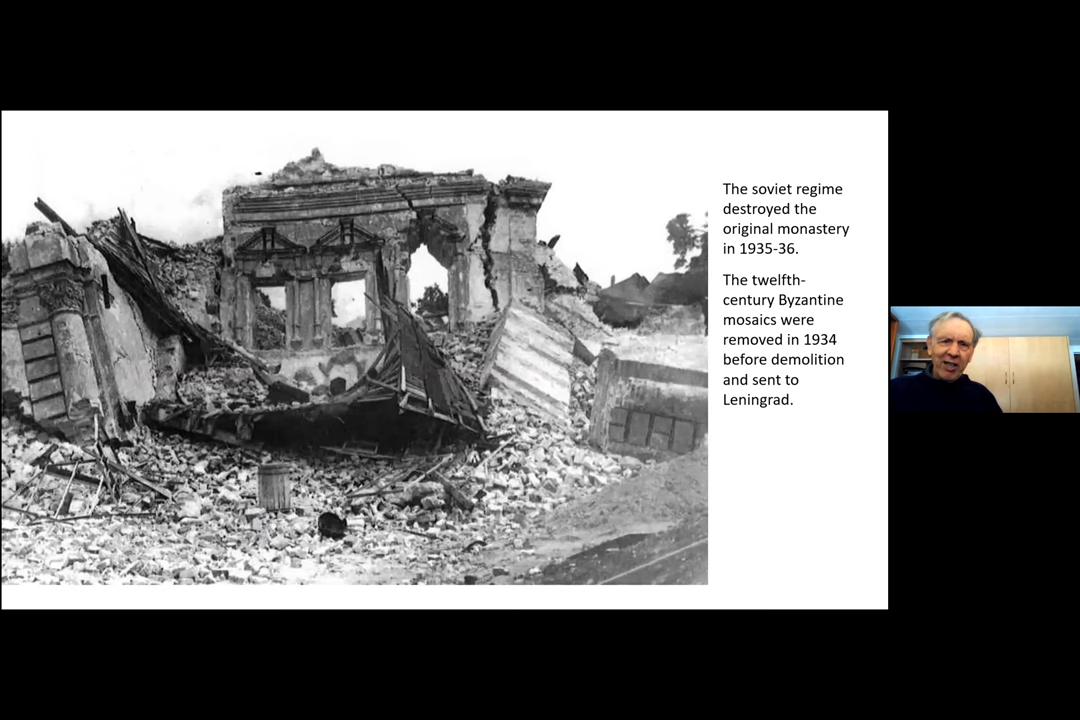 The soviet regime
destroyed the
original monastery
in 1935-36.
The twelfth-
century Byzantine
mosaics were
removed in 1934
before demolition
and sent to
Leningrad.